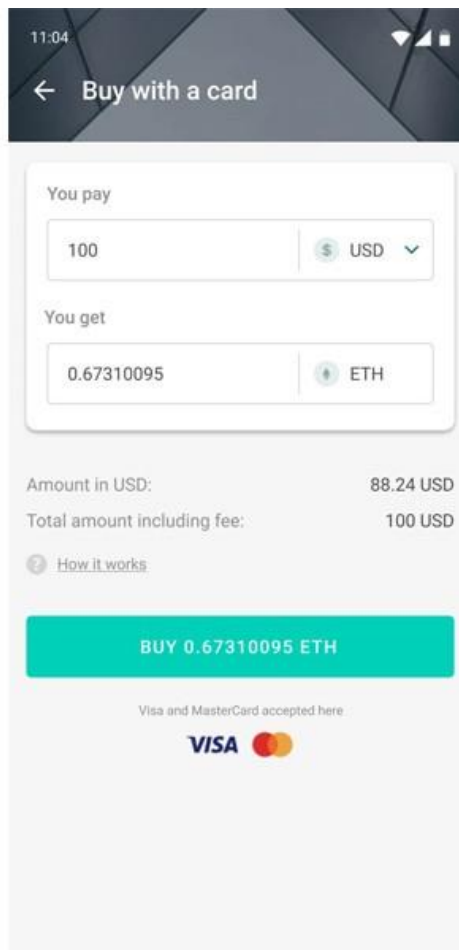 11:04
Buy with a card
You pay
100 $ USD
You get
0.67310095 ETH
Amount in USD: 88.24 USD
Total amount including fee: 100 USD
? How it works
BUY 0.67310095 ETH
Visa and MasterCard accepted here
VISA